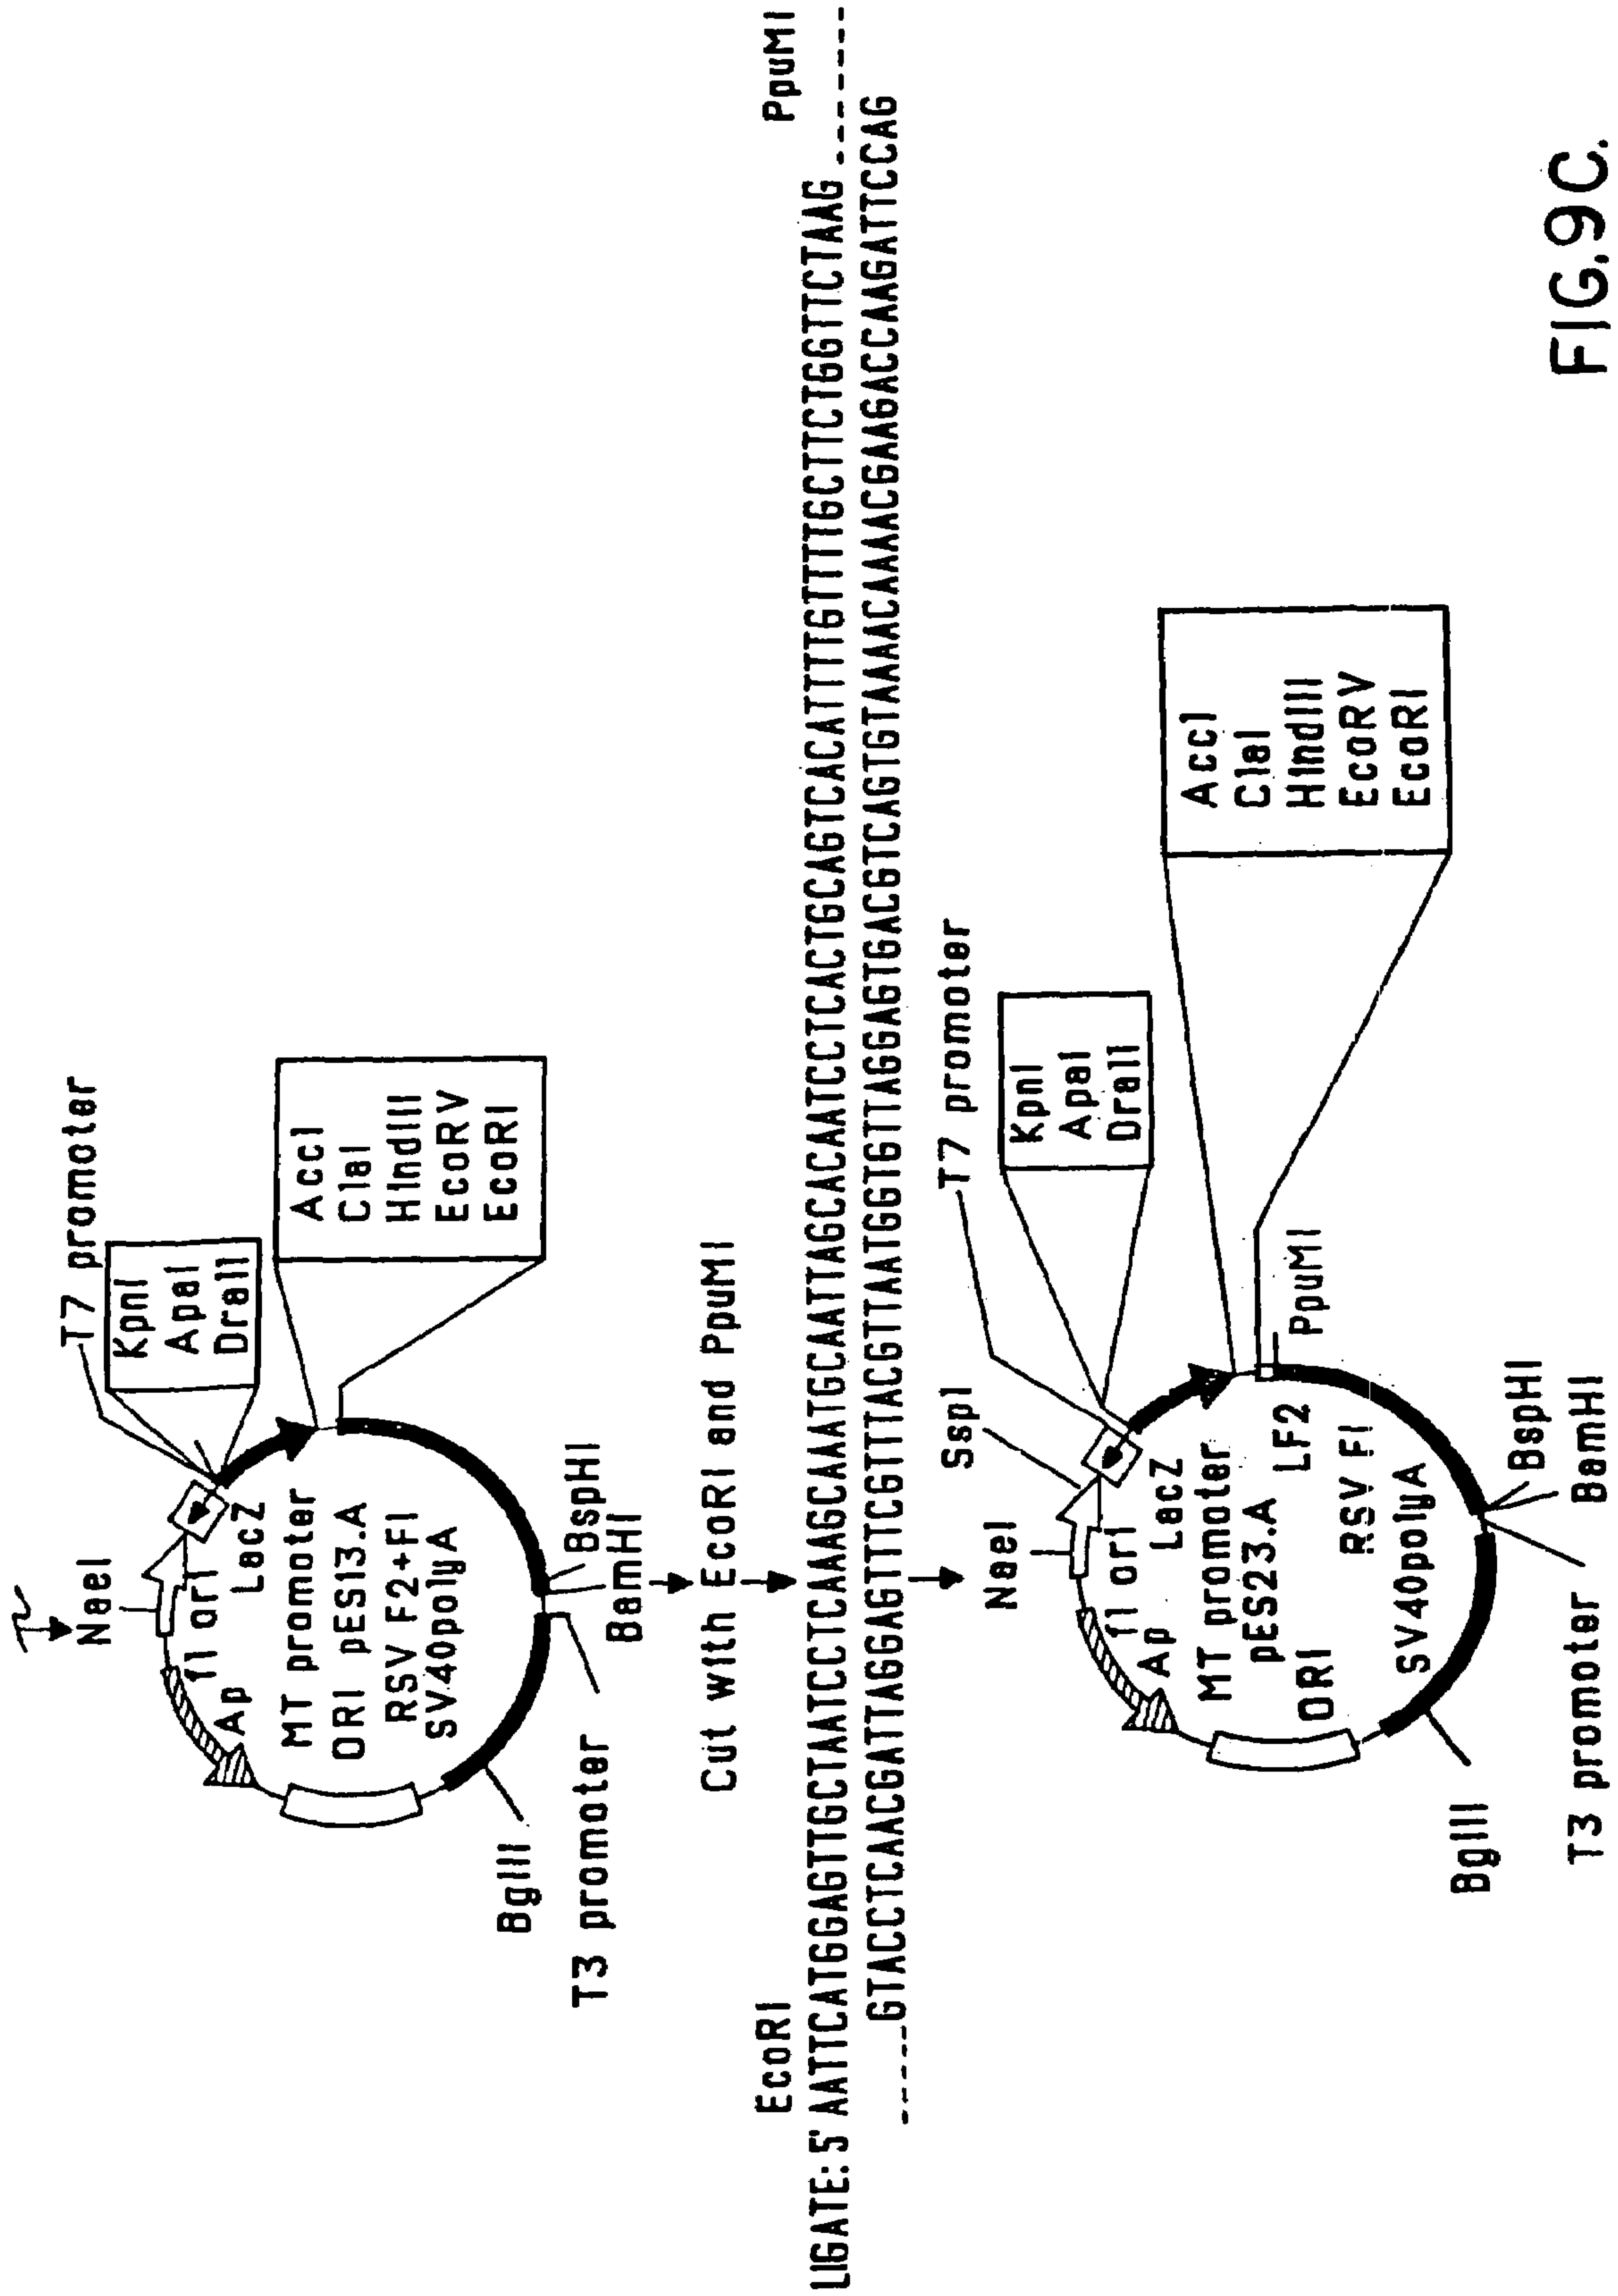 NaeI
T7 promoter
KpnI
ApaI
DraII
f1 ori
Ap
LacZ
MT promoter
ORI pES13.A
RSV F2+F1
SV40polyA
AccI
ClaI
HindIII
EcoRV
EcoRI
BglII
T3 promoter
BspHI
BamHI
Cut with EcoRI and PpuMI
EcoRI PpuMI
LIGATE: 5' AATTCATGGAGTTGCTAATCCTCAAGCAAATGCAATTAGCACAATCCTCACTGCAGTCACATTTTGTTTTGCTTCTGGTTCTAAG------
-----GTACCTCAACGATTAGGAGTTTCGTTTACGTTAATGGTGTTAGGAGTGACGTCAGTGTAAAACAAAACGAAGACCAAGATTCCAG
NaeI
SspI
T7 promoter
KpnI
ApaI
DraII
f1 ori
Ap
LacZ
MT promoter
pES23.A
ORI
LF2
RSV F1
SV40polyA
PpuMI
AccI
ClaI
HindIII
EcoRV
EcoRI
BglII
T3 promoter
BspHI
BamHI
FIG.9C.